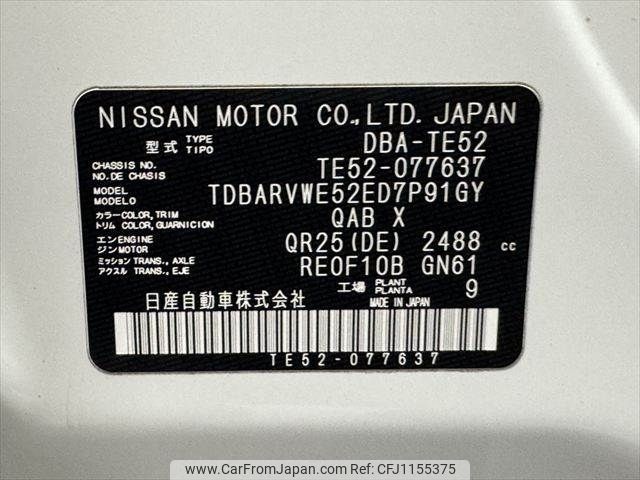 NISSAN MOTOR CO.,LTD. JAPAN
型式 TYPE TIPO DBA-TE52
CHASSIS NO. NO. DE CHASIS TE52-077637
MODEL MODELO TDBARVWE52ED7P91GY
カラー COLOR, TRIM トリム COLOR, GUARNICION QAB X
エンジン ENGINE MOTOR QR25(DE) 2488 cc
ミッション TRANS., AXLE アクスル TRANS., EJE RE0F10B GN61
工場 PLANT PLANTA 9
日産自動車株式会社 MADE IN JAPAN
TE52-077637
www.CarFromJapan.com | Car ID: CFJ1155375